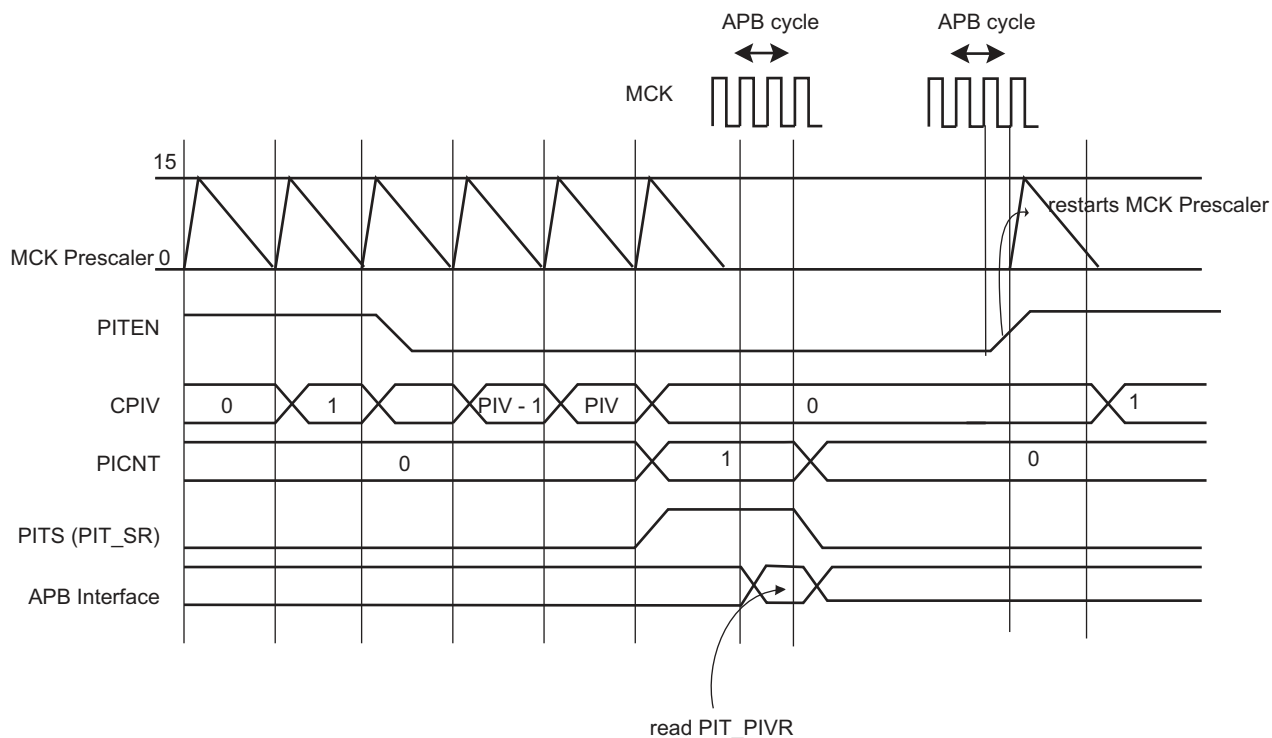 APB cycle
APB cycle
MCK
15
restarts MCK Prescaler
MCK Prescaler 0
PITEN
CPIV 0 1 PIV - 1 PIV 0 1
PICNT 0 1 0
PITS (PIT_SR)
APB Interface
read PIT_PIVR